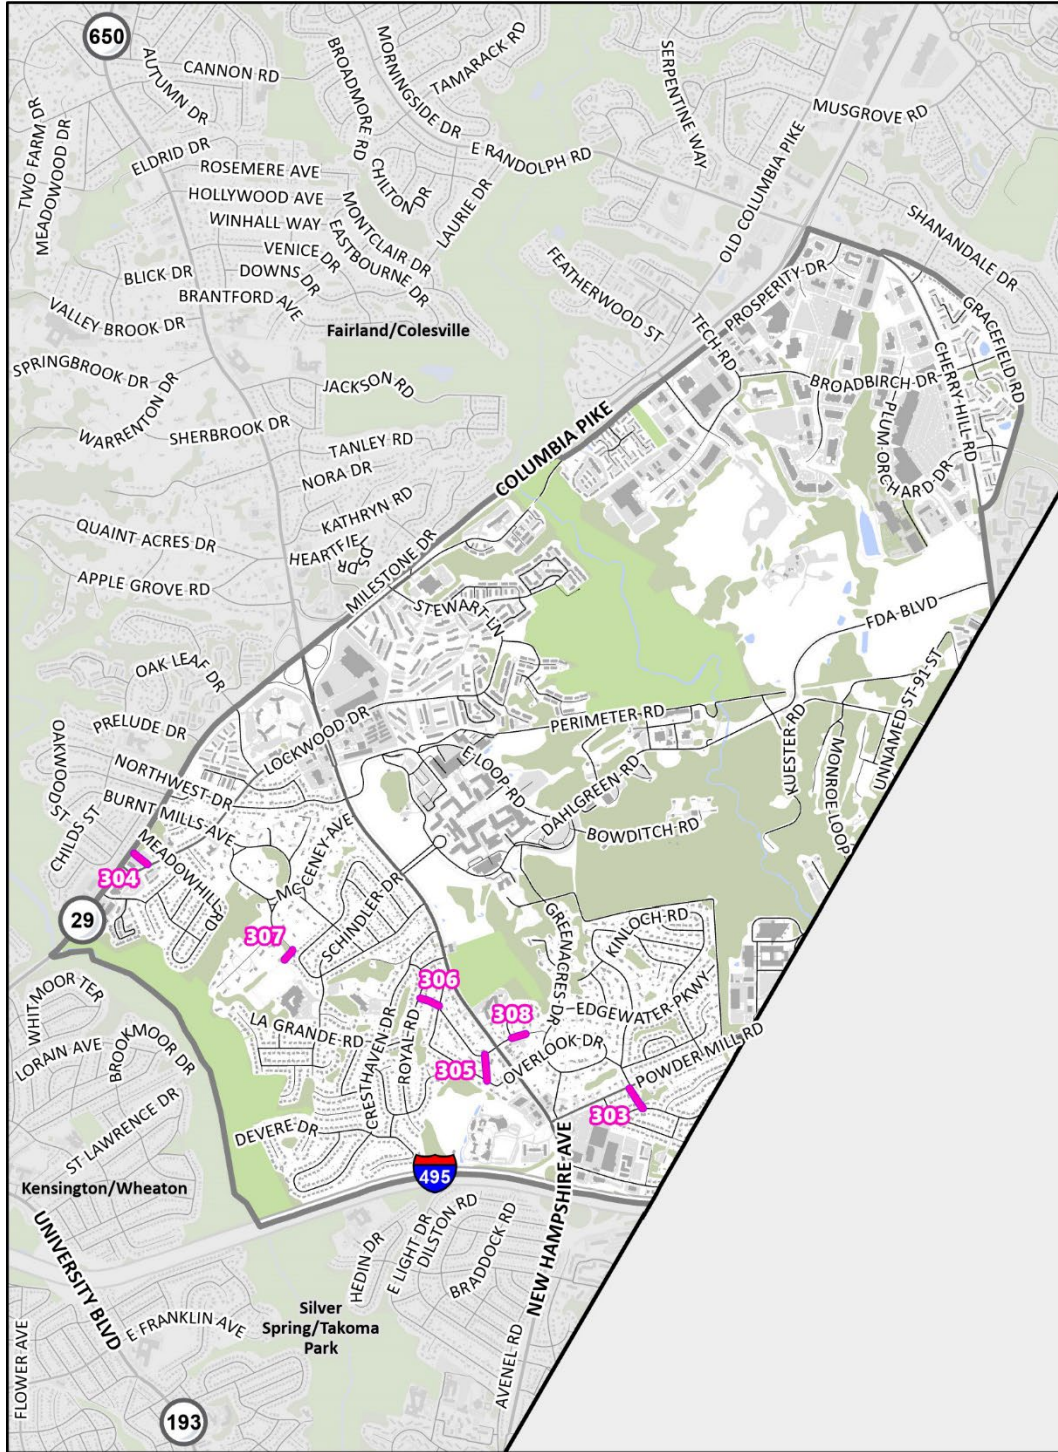 650
CANNON RD
AUTUMN DR
BROADMORE RD
MORNINGSIDE DR
TAMARACK RD
SERPENTINE WAY
MUSGROVE RD
TWO FARM DR
MEADOWOOD DR
ELDRID DR
ROSEMERE AVE
HOLLYWOOD AVE
WINHALL WAY
VENICE DR
DOWNS DR
MONTCLAIR DR
EASTBOURNE DR
CHILTON DR
LAURIE DR
E RANDOLPH RD
OLD COLUMBIA PIKE
SHANANDALE DR
BLICK DR
BRANTFORD AVE
FEATHERWOOD ST
VALLEY BROOK DR
Fairland/Colesville
TECH RD
PROSPERITY DR
GRACEFIELD RD
CHERRY HILL RD
SPRINGBROOK DR
JACKSON RD
BROADBIRCH DR
WARRENTON DR
SHERBROOK DR
TANLEY RD
COLUMBIA PIKE
PLUM ORCHARD DR
NORA DR
KATHRYN RD
QUAINT ACRES DR
HEARTFIELDS DR
APPLE GROVE RD
MILESTONE DR
STEWART LN
FDA BLVD
OAK LEAF DR
UNNAMED ST 91 ST
PRELUDE DR
LOCKWOOD DR
PERIMETER RD
OAKWOOD ST
NORTHWEST DR
E LOOP RD
KUESTER RD
MONROE LOOP
CHILDS ST
BURNT MILLS AVE
DAHLGREEN RD
BOWDITCH RD
MEADOWHILL RD
MCCENEY AVE
304
29
SCHINDLER DR
307
GREENACRES DR
KINLOCH RD
WHITMOOR TER
306
308
EDGEWATER PKWY
LA GRANDE RD
LORAIN AVE
BROOKMOOR DR
CRESTHAVEN DR
ROYAL RD
305
OVERLOOK DR
POWDER MILL RD
303
ST LAWRENCE DR
DEVERE DR
495
Kensington/Wheaton
UNIVERSITY BLVD
HEDIN DR
E LIGHT DR
DILSTON RD
BRADDOCK RD
NEW HAMPSHIRE AVE
E FRANKLIN AVE
Silver
Spring/Takoma
Park
FLOWER AVE
AVENEL RD
193